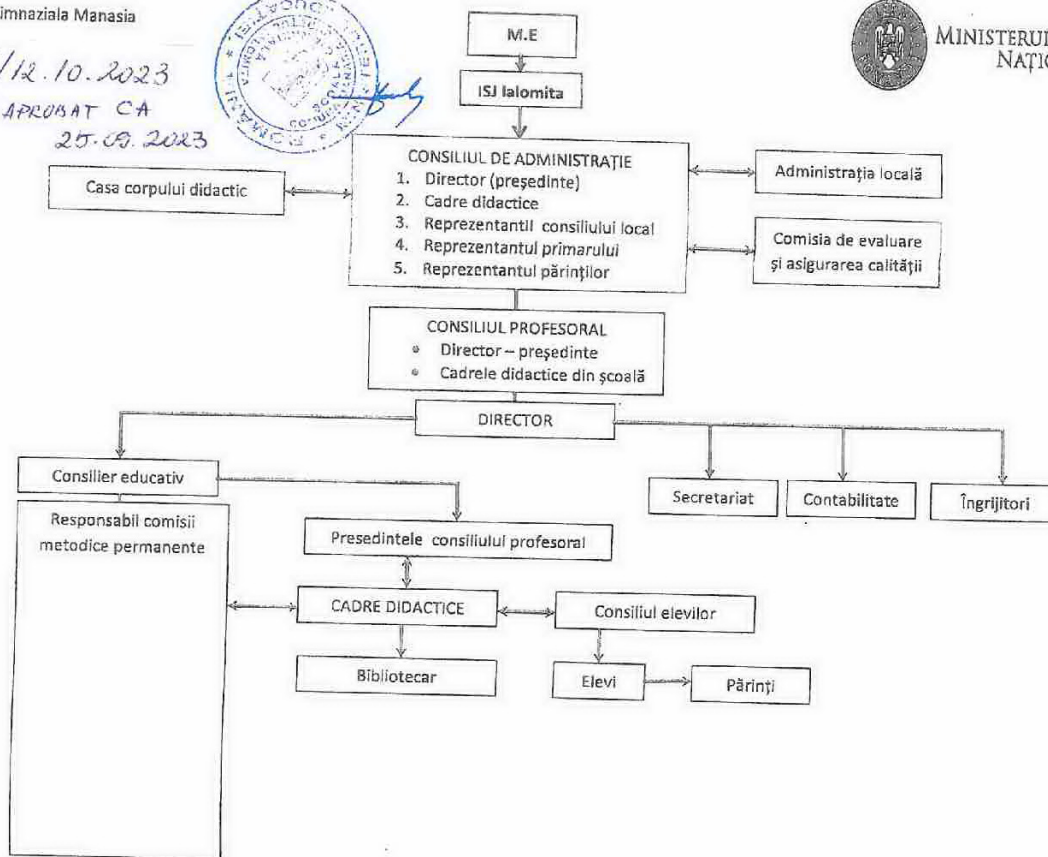 imnaziala Manasia
/12.10.2023
APROBAT CA
25.09.2023
MINISTERUL
NAȚIO
M.E
ISJ Ialomita
CONSILIUL DE ADMINISTRAȚIE
1. Director (președinte)
2. Cadre didactice
3. Reprezentantii consiliului local
4. Reprezentantul primarului
5. Reprezentantul părinților
Casa corpului didactic
Administrația locală
Comisia de evaluare
și asigurarea calității
CONSILIUL PROFESORAL
Director – președinte
Cadrele didactice din școală
DIRECTOR
Consilier educativ
Secretariat
Contabilitate
Îngrijitori
Responsabil comisii
metodice permanente
Presedintele consiliului profesoral
CADRE DIDACTICE
Consiliul elevilor
Bibliotecar
Elevi
Părinți